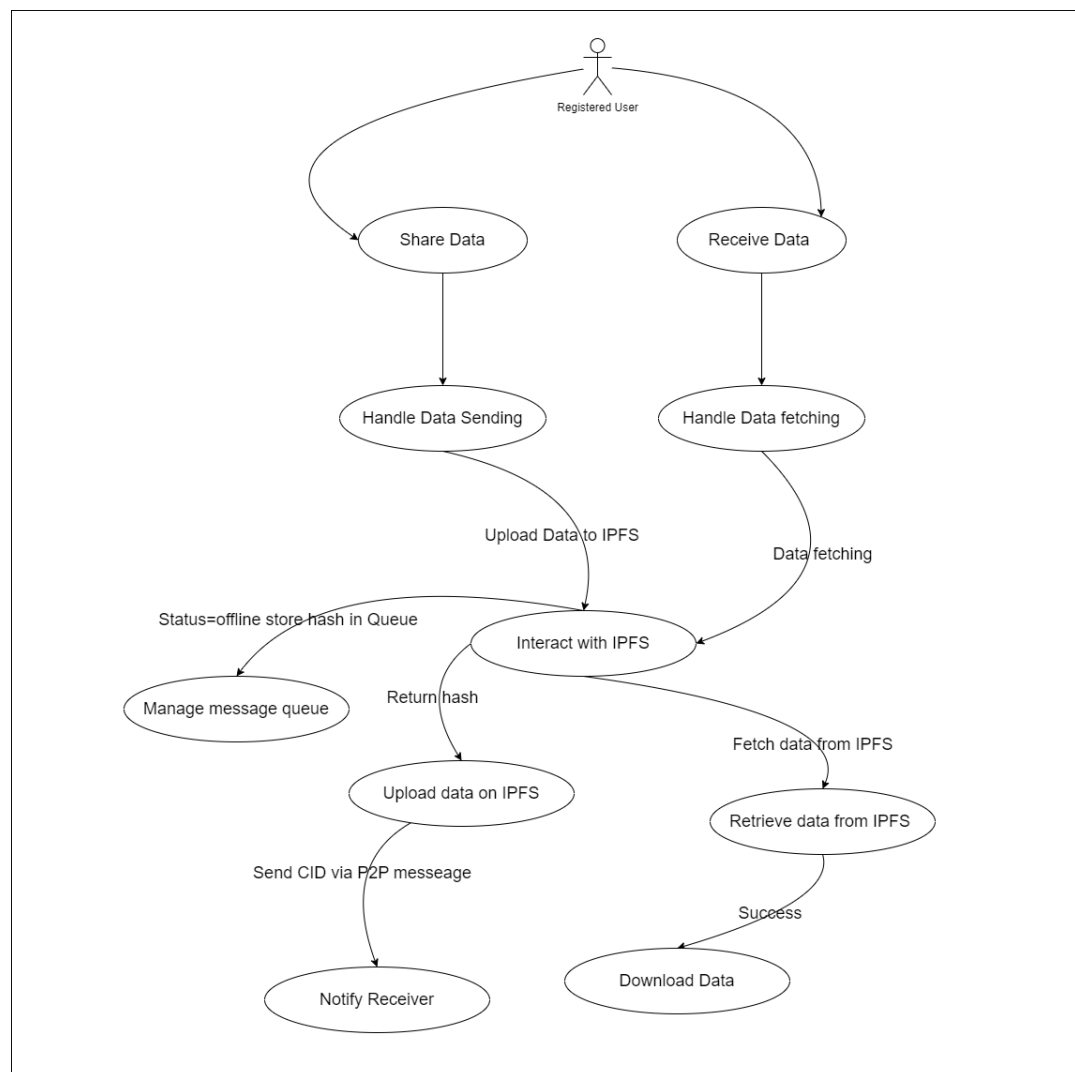 Registered User
Share Data
Receive Data
Handle Data Sending
Handle Data fetching
Upload Data to IPFS
Data fetching
Status=offline store hash in Queue
Interact with IPFS
Return hash
Manage message queue
Fetch data from IPFS
Upload data on IPFS
Retrieve data from IPFS
Send CID via P2P messeage
Success
Download Data
Notify Receiver